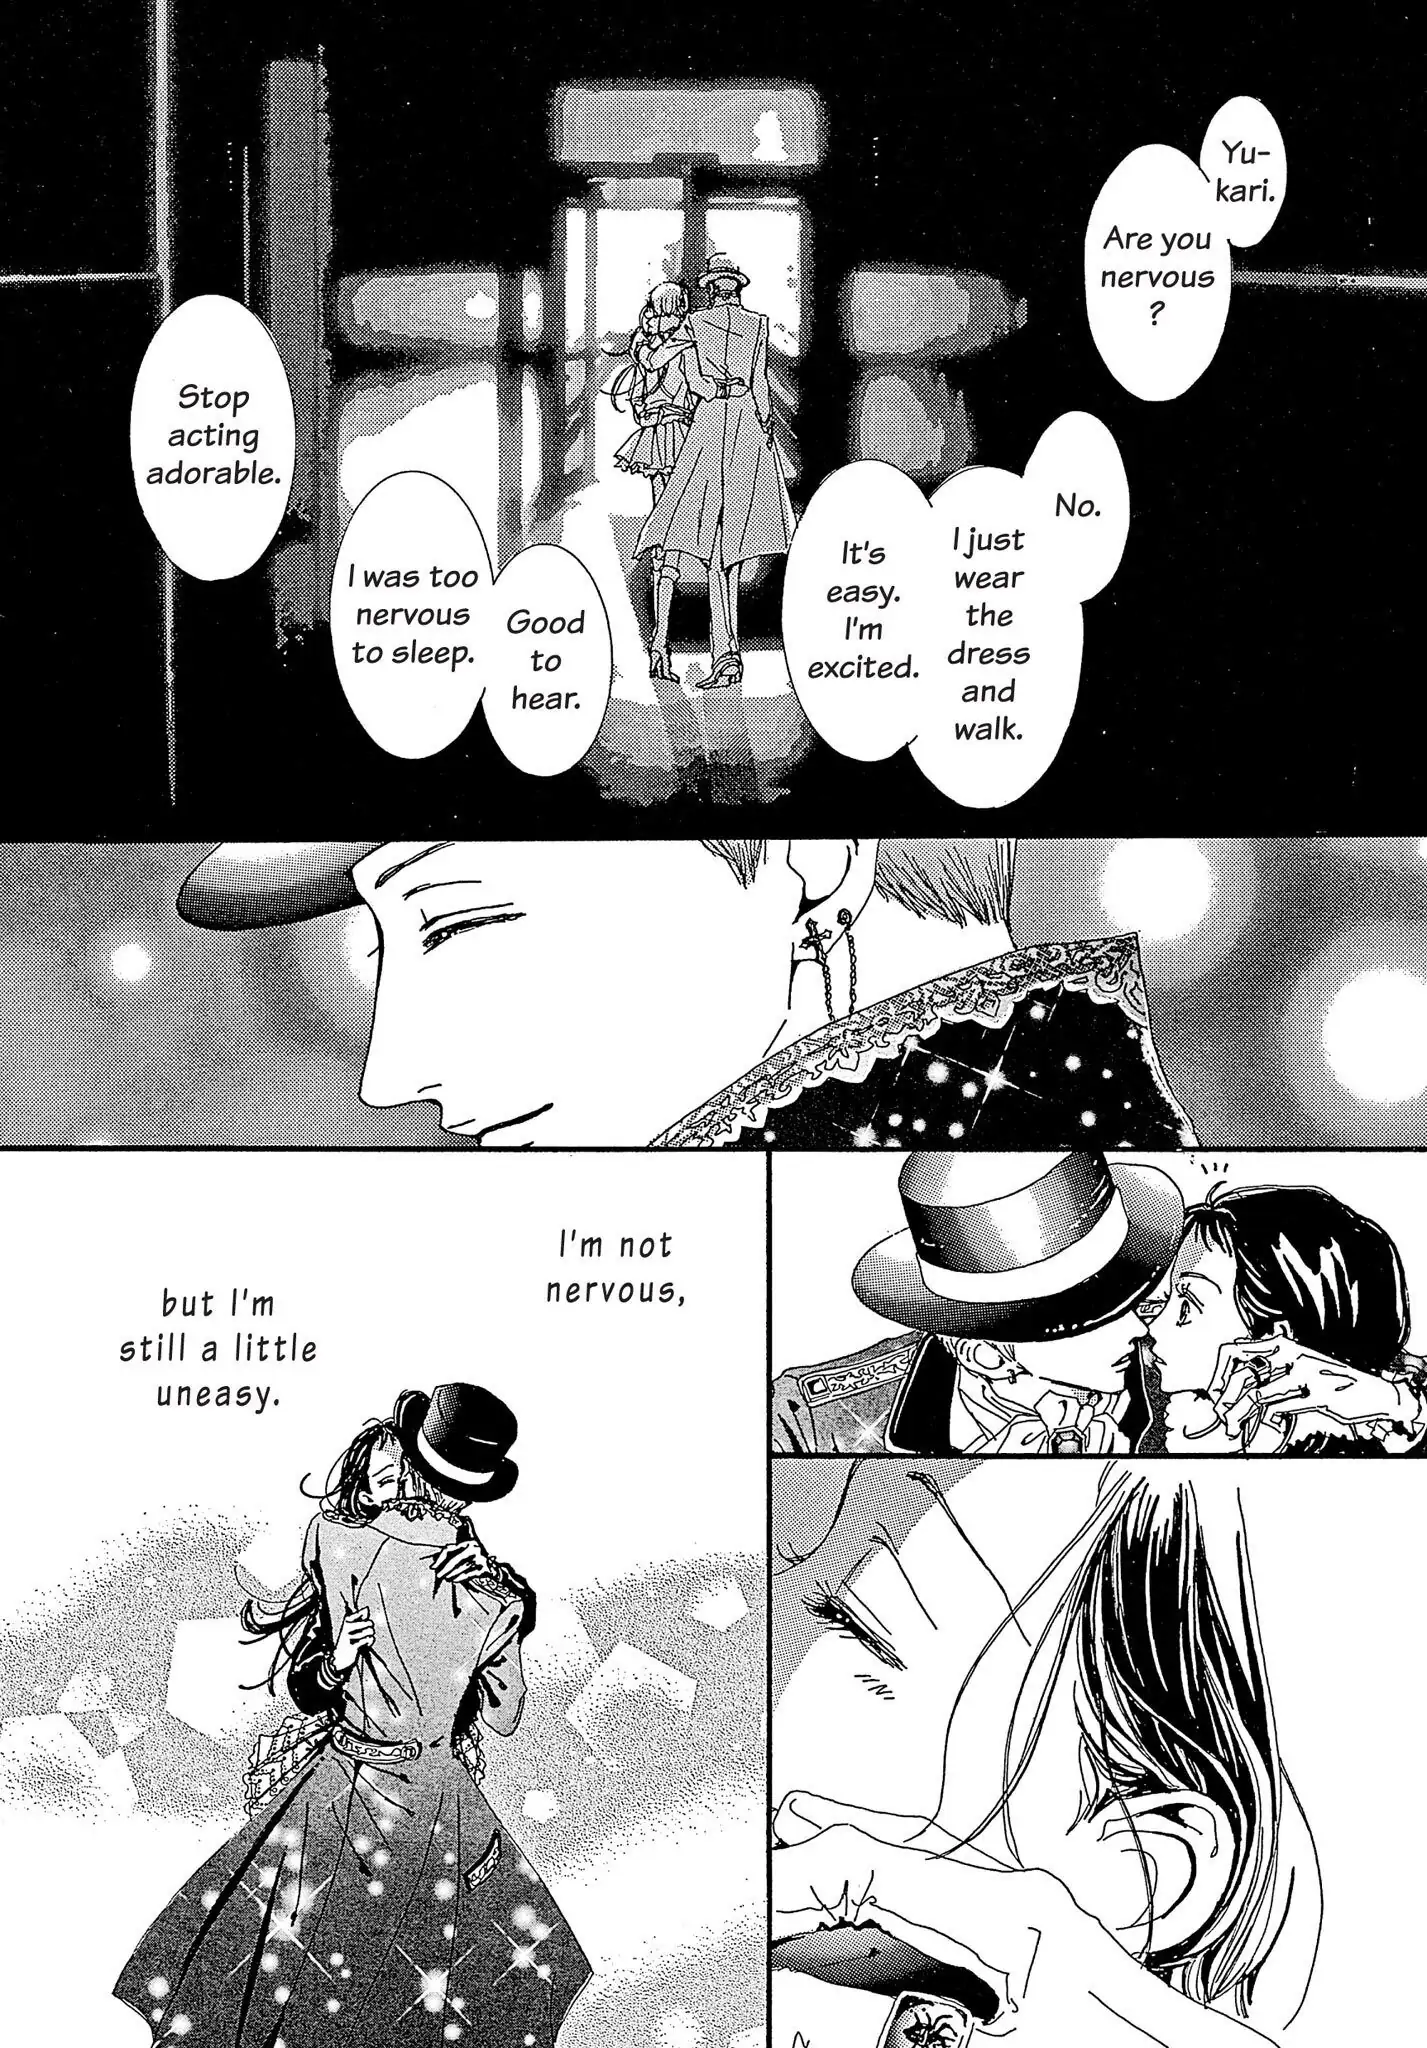 Yu-
kari.
Are you
nervous
?
No.
I just
wear
the
dress
and
walk.
It's
easy.
I'm
excited.
Good
to
hear.
I was too
nervous
to sleep.
Stop
acting
adorable.
I'm not
nervous,
but I'm
still a little
uneasy.